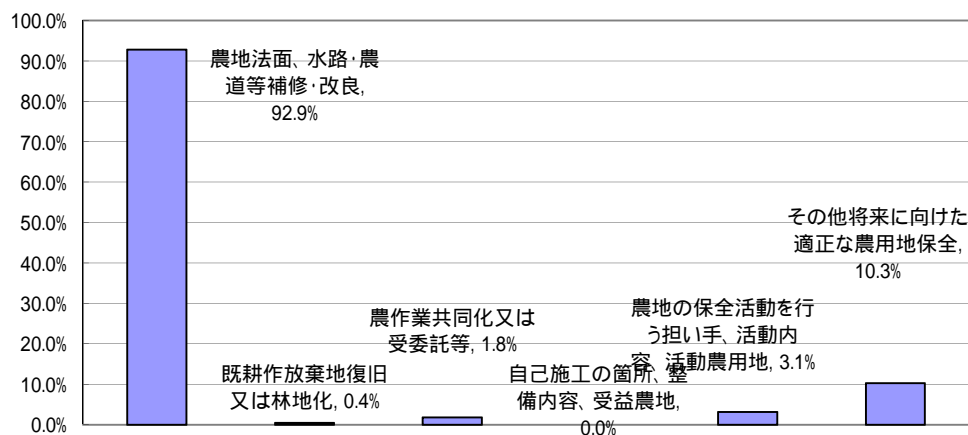 100.0%
90.0%
80.0%
70.0%
60.0%
50.0%
40.0%
30.0%
20.0%
10.0%
0.0%
農地法面、水路・農
道等補修・改良,
92.9%
既耕作放棄地復旧
又は林地化, 0.4%
農作業共同化又は
受委託等, 1.8%
自己施工の箇所、整
備内容、受益農地,
0.0%
農地の保全活動を行
う担い手、活動内
容、活動農用地, 3.1%
その他将来に向けた
適正な農用地保全,
10.3%